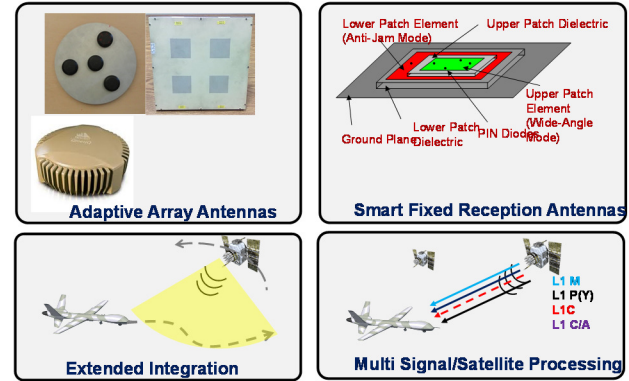 Adaptive Array Antennas
Lower Patch Element
(Anti-Jam Mode)
Upper Patch Dielectric
Upper Patch
Element
(Wide-Angle
Mode)
PIN Diodes
Lower Patch
Dielectric
Ground Plane
Smart Fixed Reception Antennas
Extended Integration
L1 M
L1 P(Y)
L1C
L1 C/A
Multi Signal/Satellite Processing